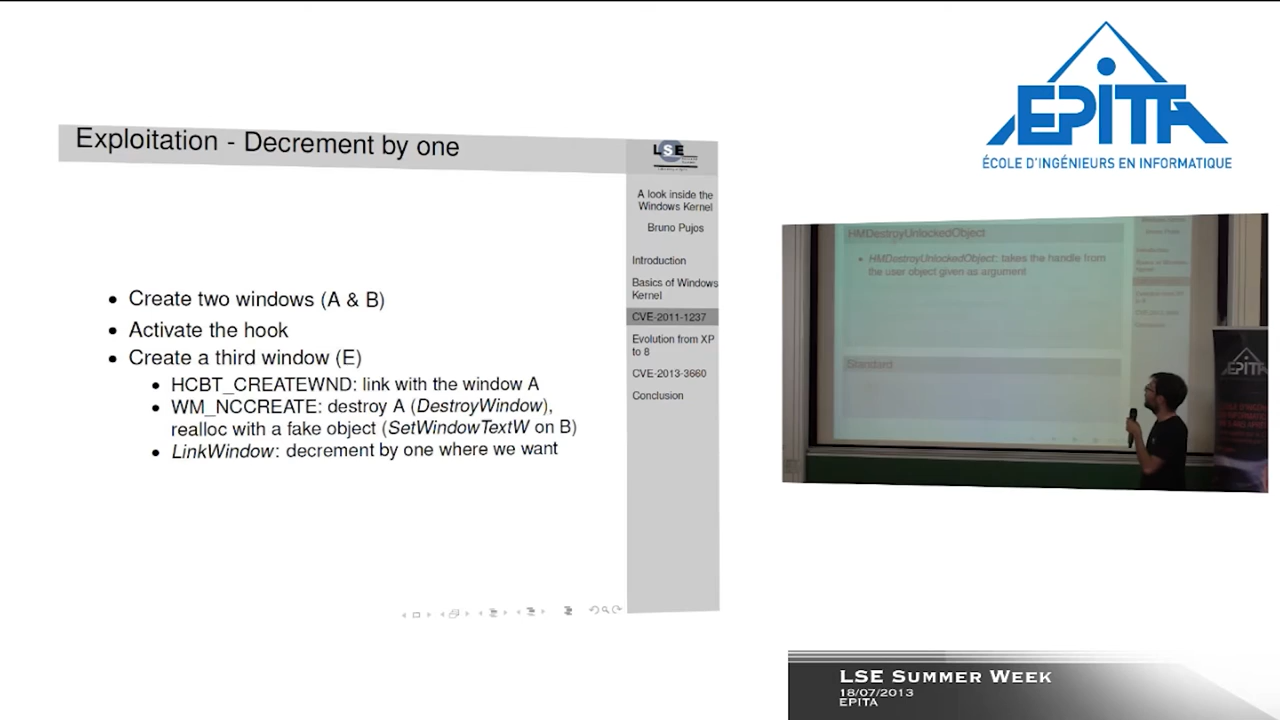 Exploitation - Decrement by one
LSE
A look inside the
Windows Kernel
Bruno Pujos
Introduction
Basics of Windows
Kernel
CVE-2011-1237
Evolution from XP
to 8
CVE-2013-3660
Conclusion
• Create two windows (A & B)
• Activate the hook
• Create a third window (E)
• HCBT_CREATEWND: link with the window A
• WM_NCCREATE: destroy A (DestroyWindow),
realloc with a fake object (SetWindowTextW on B)
• LinkWindow: decrement by one where we want
EPITA
ÉCOLE D'INGÉNIEURS EN INFORMATIQUE
HMDestroyUnlockedObject
• HMDestroyUnlockedObject: takes the handle from
the user object given as argument
Standard
Bruno Pujos
EPITA
LSE SUMMER WEEK
18/07/2013
EPITA